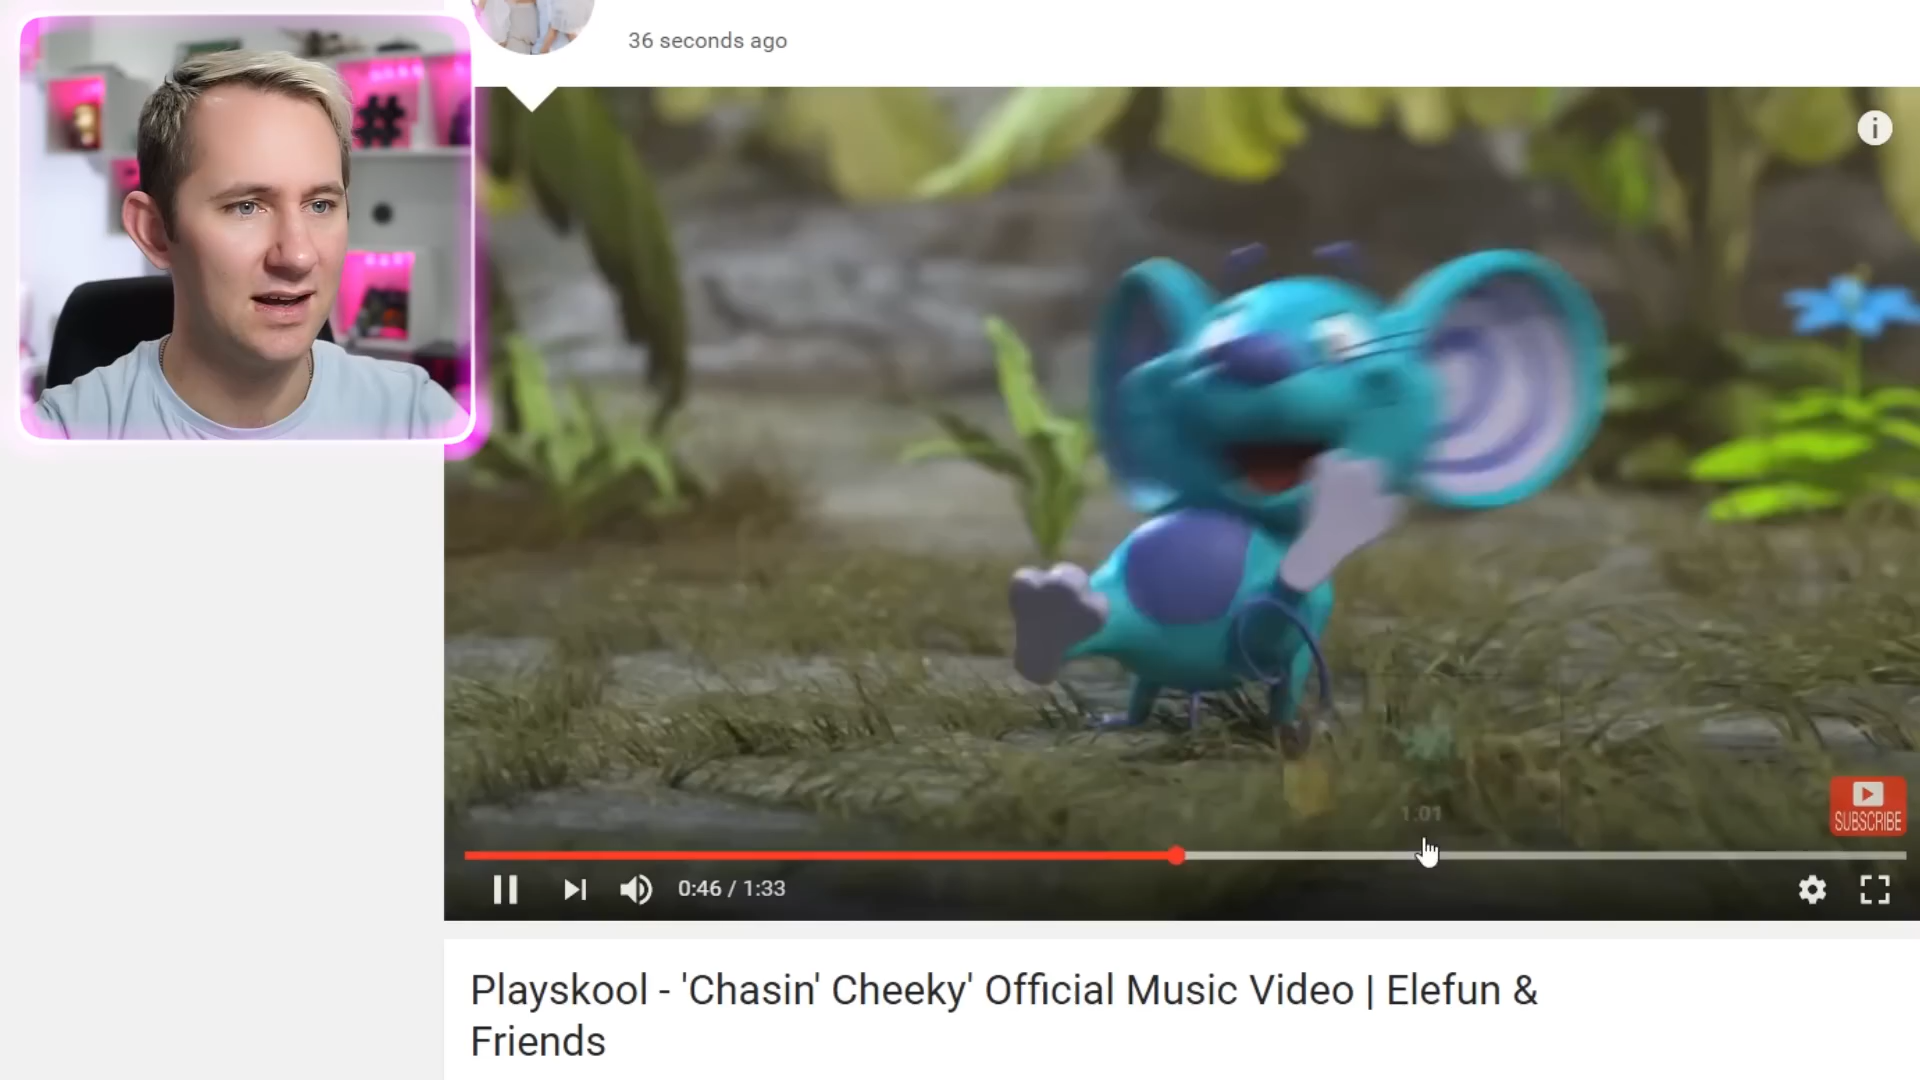 36 seconds ago
#
i
1:01
SUBSCRIBE
0:46 / 1:33
Playskool - 'Chasin' Cheeky' Official Music Video | Elefun &
Friends